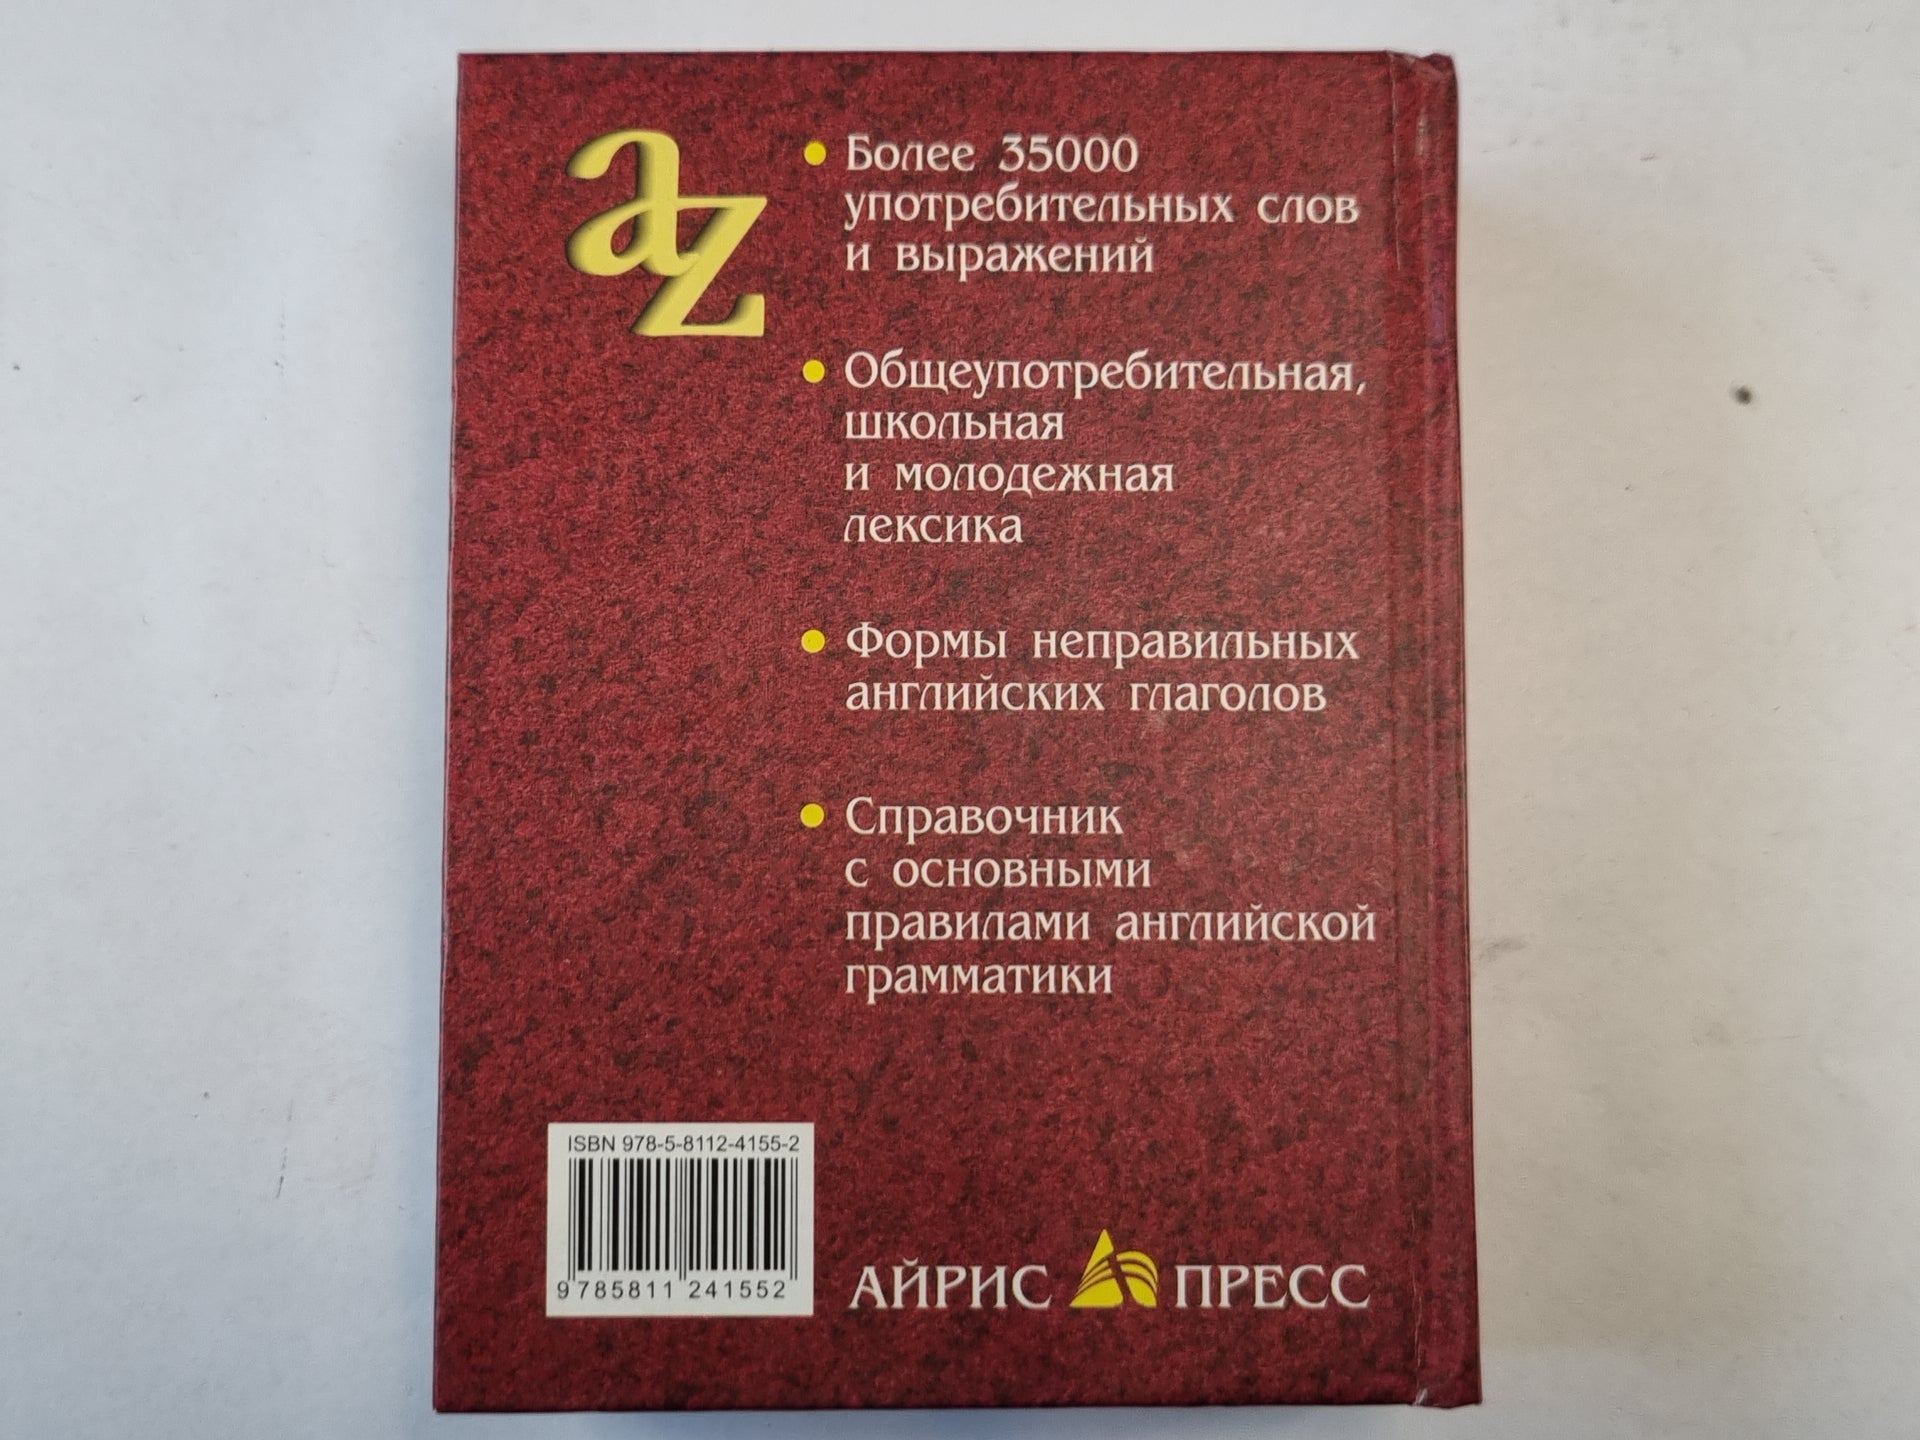 az
• Более 35000
употребительных слов
и выражений
• Общеупотребительная,
школьная
и молодежная
лексика
• Формы неправильных
английских глаголов
• Справочник
с основными
правилами английской
грамматики
ISBN 978-5-8112-4155-2
9 785811 241552
АЙРИС ПРЕСС